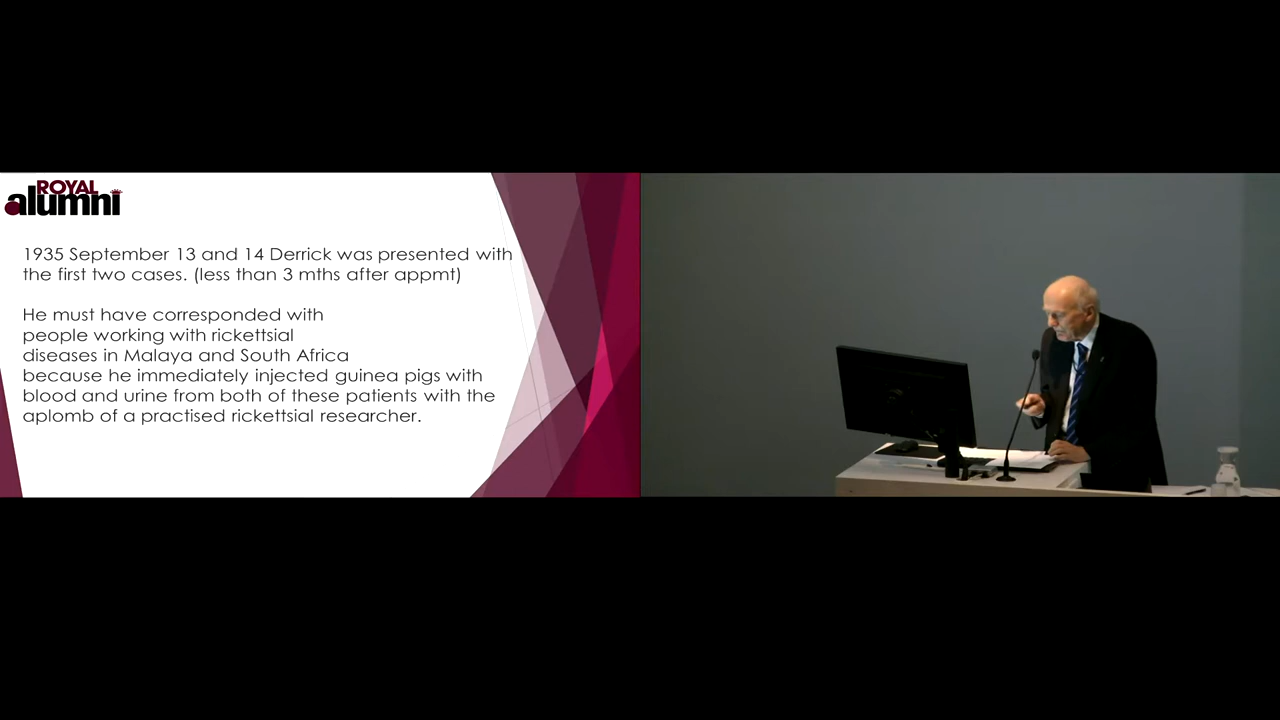 ROYAL
alumni
1935 September 13 and 14 Derrick was presented with
the first two cases. (less than 3 mths after appmt)
He must have corresponded with
people working with rickettsial
diseases in Malaya and South Africa
because he immediately injected guinea pigs with
blood and urine from both of these patients with the
aplomb of a practised rickettsial researcher.